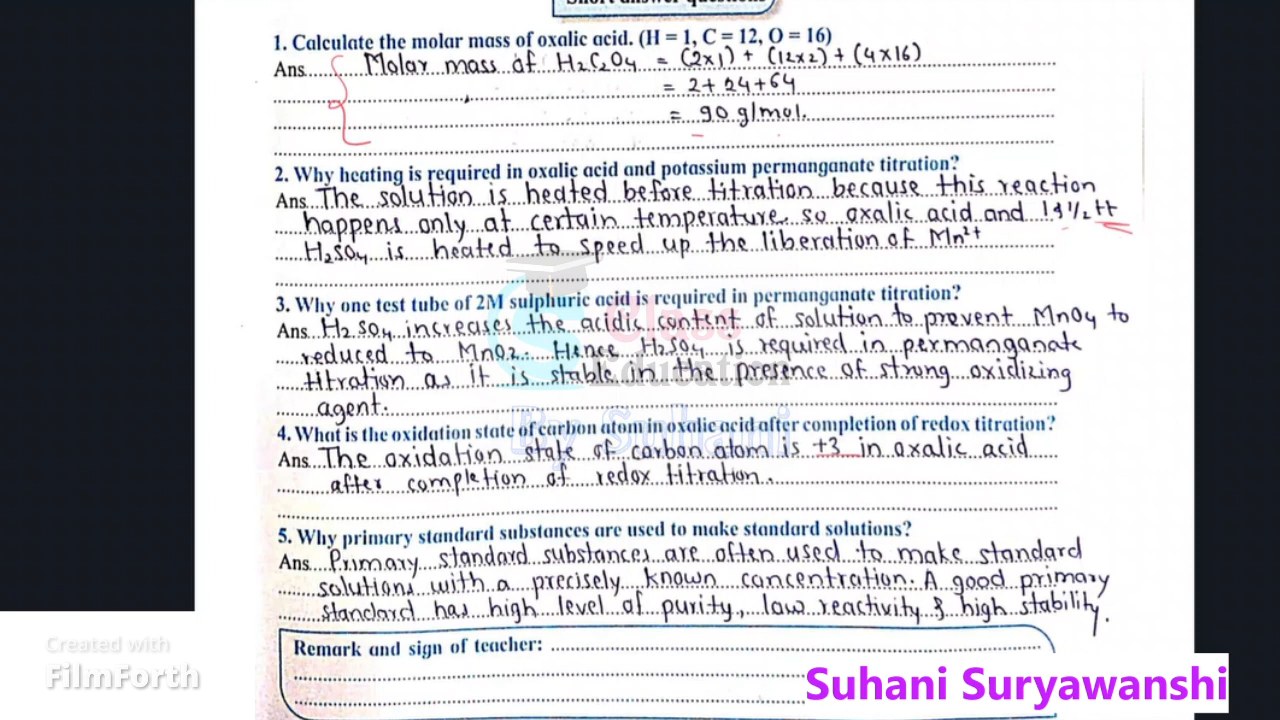 Short answer questions
1. Calculate the molar mass of oxalic acid. (H = 1, C = 12, O = 16)
Ans Molar mass of H₂C₂O₄ = (2x1) + (12x2) + (4x16)
= 2+24+64
= 90 g/mol.
2. Why heating is required in oxalic acid and potassium permanganate titration?
Ans The solution is heated before titration because this reaction
happens only at certain temperature so oxalic acid and
H₂SO₄ is heated to speed up the liberation of Mn²⁺
3. Why one test tube of 2M sulphuric acid is required in permanganate titration?
Ans H₂SO₄ increases the acidic content of solution to prevent MnO₄ to
reduced to MnO2. Hence H₂SO₄ is required in permanganate
titration as it is stable in the presence of strong oxidizing
agent.
4. What is the oxidation state of carbon atom in oxalic acid after completion of redox titration?
Ans The oxidation state of carbon atom is +3 in oxalic acid
after completion of redox titration.
5. Why primary standard substances are used to make standard solutions?
Ans Primary standard substances are often used to make standard
solutions with a precisely known concentration. A good primary
standard has high level of purity, low reactivity & high stability.
Remark and sign of teacher:
Class
Education
By Suhani
Created with
FilmForth
Suhani Suryawanshi